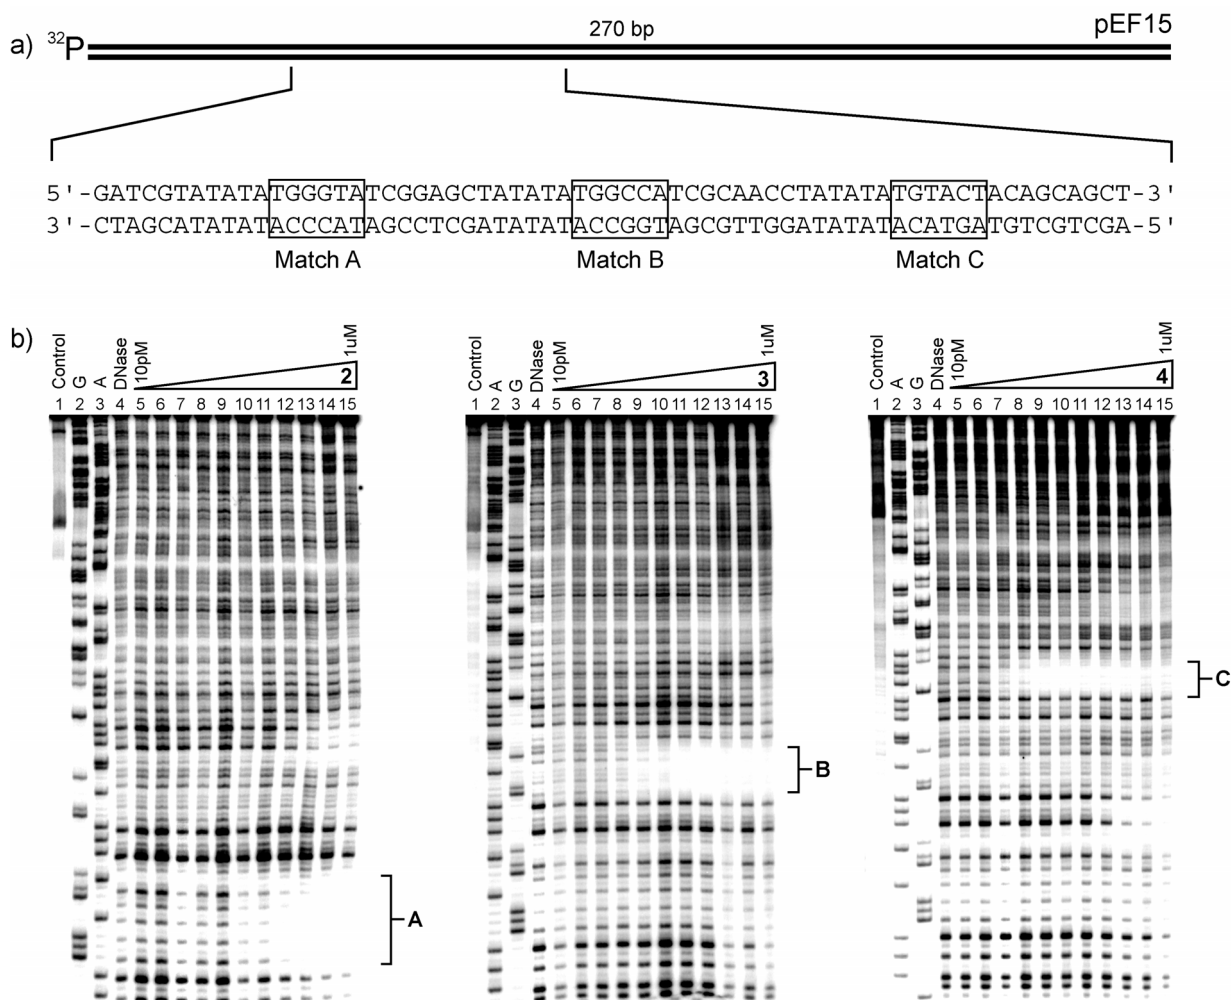 a) 32P 270 bp pEF15
5'-GATCGTATATATGGGTATCGGAGCTATATATGGCCATCGCAACCTATATATGTACTACAGCAGCT-3'
3'-CTAGCATATATACCCATAGCCTCGATATATACCGGTAGCGTTGGATATATACATGATGTCGTCGA-5'
Match A Match B Match C
b)
Control G A DNase 10pM 1uM 2
1 2 3 4 5 6 7 8 9 10 11 12 13 14 15
A
Control A G DNase 10pM 1uM 3
1 2 3 4 5 6 7 8 9 10 11 12 13 14 15
B
Control A G DNase 10pM 1uM 4
1 2 3 4 5 6 7 8 9 10 11 12 13 14 15
C